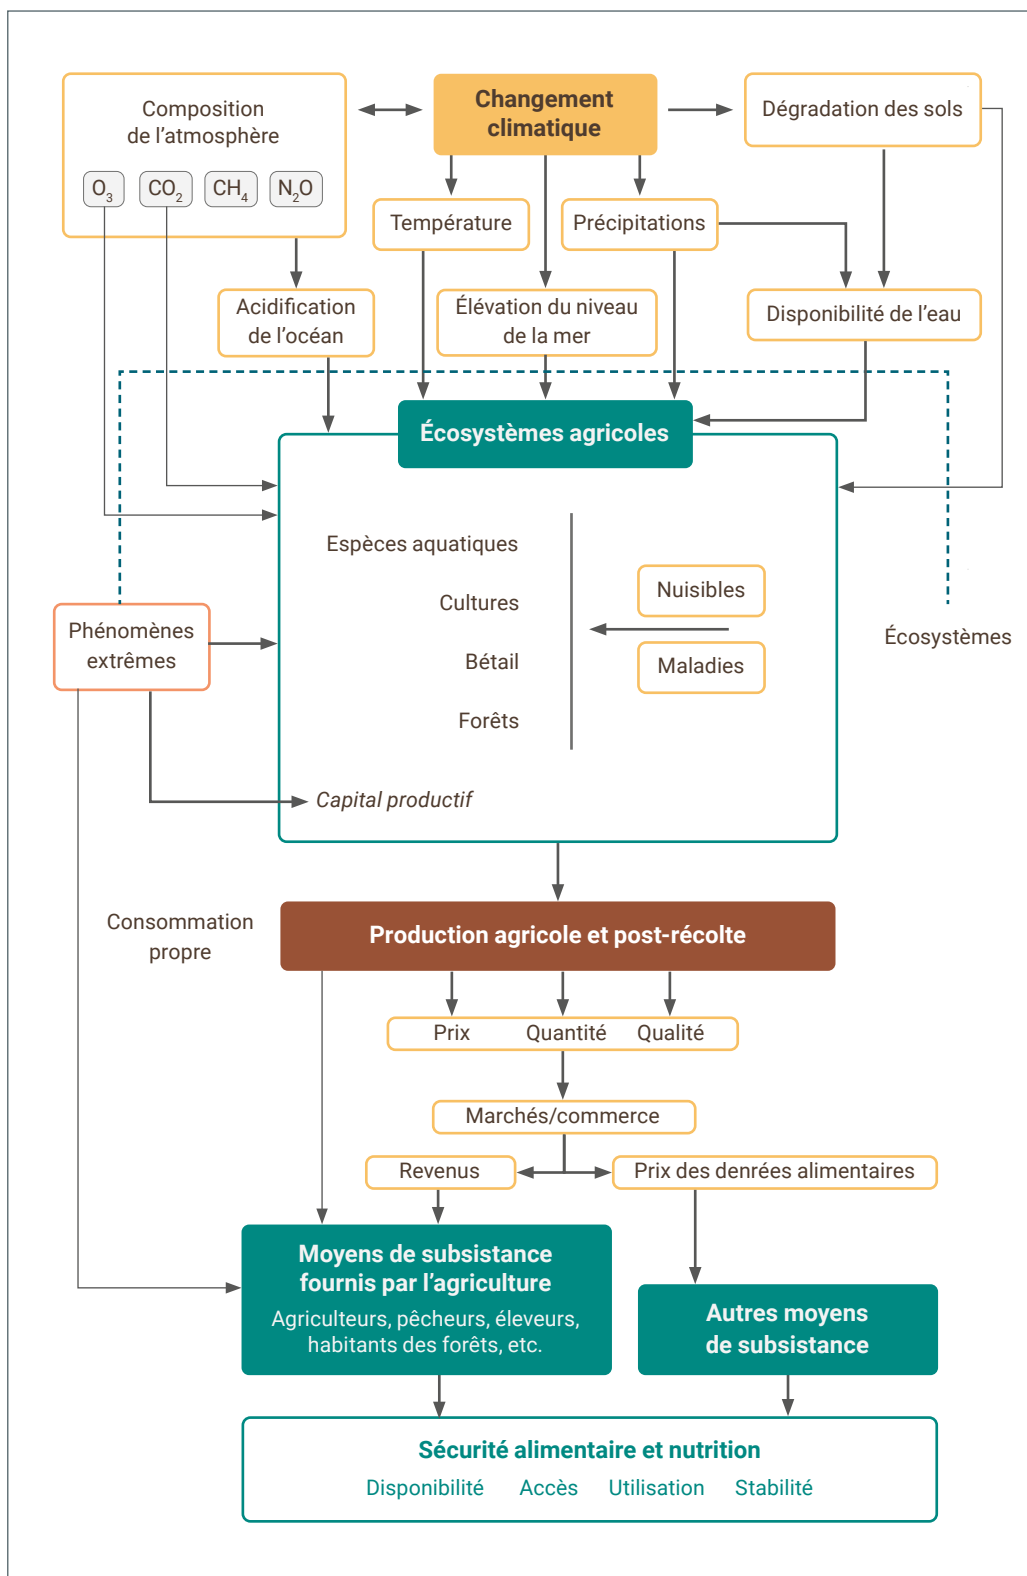 Composition
de l’atmosphère
O₃
CO₂
CH₄
N₂O
Changement
climatique
Dégradation des sols
Température
Précipitations
Acidification
de l’océan
Élévation du niveau
de la mer
Disponibilité de l’eau
Écosystèmes agricoles
Espèces aquatiques
Cultures
Bétail
Forêts
Nuisibles
Maladies
Écosystèmes
Phénomènes
extrêmes
Capital productif
Consommation
propre
Production agricole et post-récolte
Prix
Quantité
Qualité
Marchés/commerce
Revenus
Prix des denrées alimentaires
Moyens de subsistance
fournis par l’agriculture
Agriculteurs, pêcheurs, éleveurs,
habitants des forêts, etc.
Autres moyens
de subsistance
Sécurité alimentaire et nutrition
Disponibilité
Accès
Utilisation
Stabilité